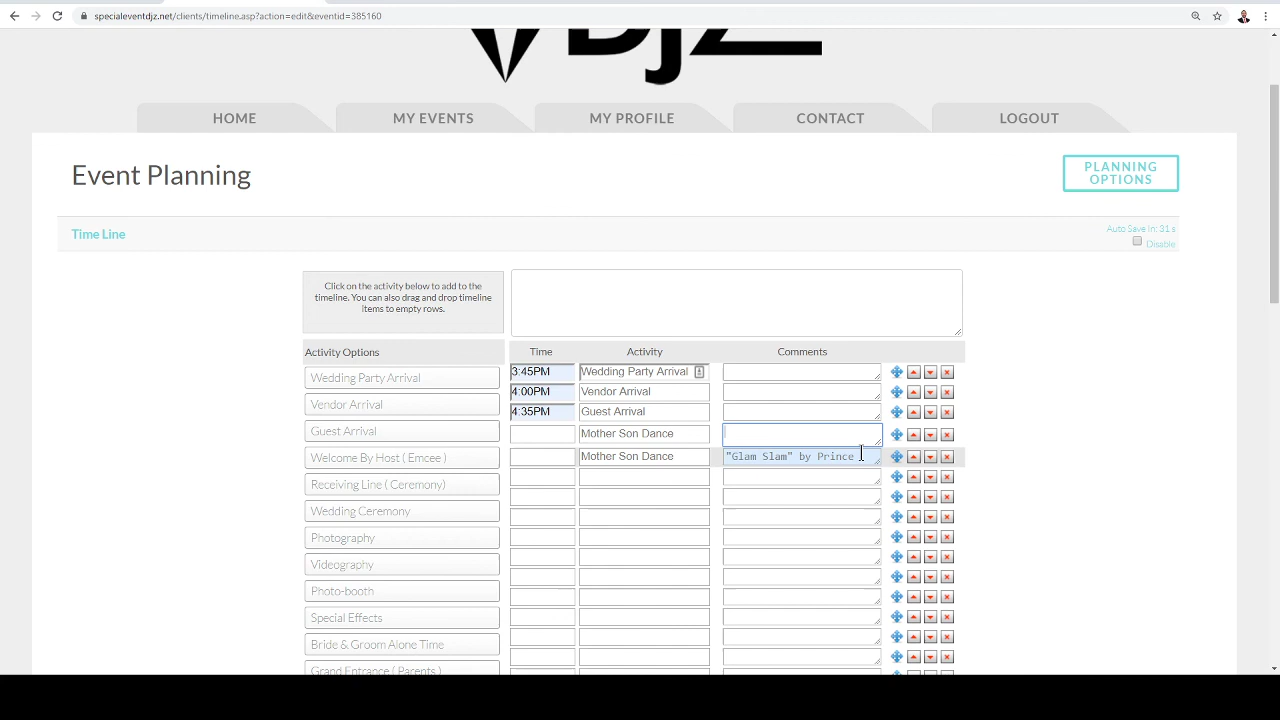 specialeventdjz.net/clients/timeline.asp?action=edit&eventid=385160
DJZ
HOME MY EVENTS MY PROFILE CONTACT LOGOUT
Event Planning
PLANNING
OPTIONS
Time Line
Auto Save In: 31 s
Disable
Click on the activity below to add to the
timeline. You can also drag and drop timeline
items to empty rows.
Activity Options
Time Activity Comments
Wedding Party Arrival
Vendor Arrival
Guest Arrival
Welcome By Host ( Emcee )
Receiving Line ( Ceremony)
Wedding Ceremony
Photography
Videography
Photo-booth
Special Effects
Bride & Groom Alone Time
Grand Entrance ( Parents )
3:45PM Wedding Party Arrival
4:00PM Vendor Arrival
4:35PM Guest Arrival
Mother Son Dance
Mother Son Dance "Glam Slam" by Prince